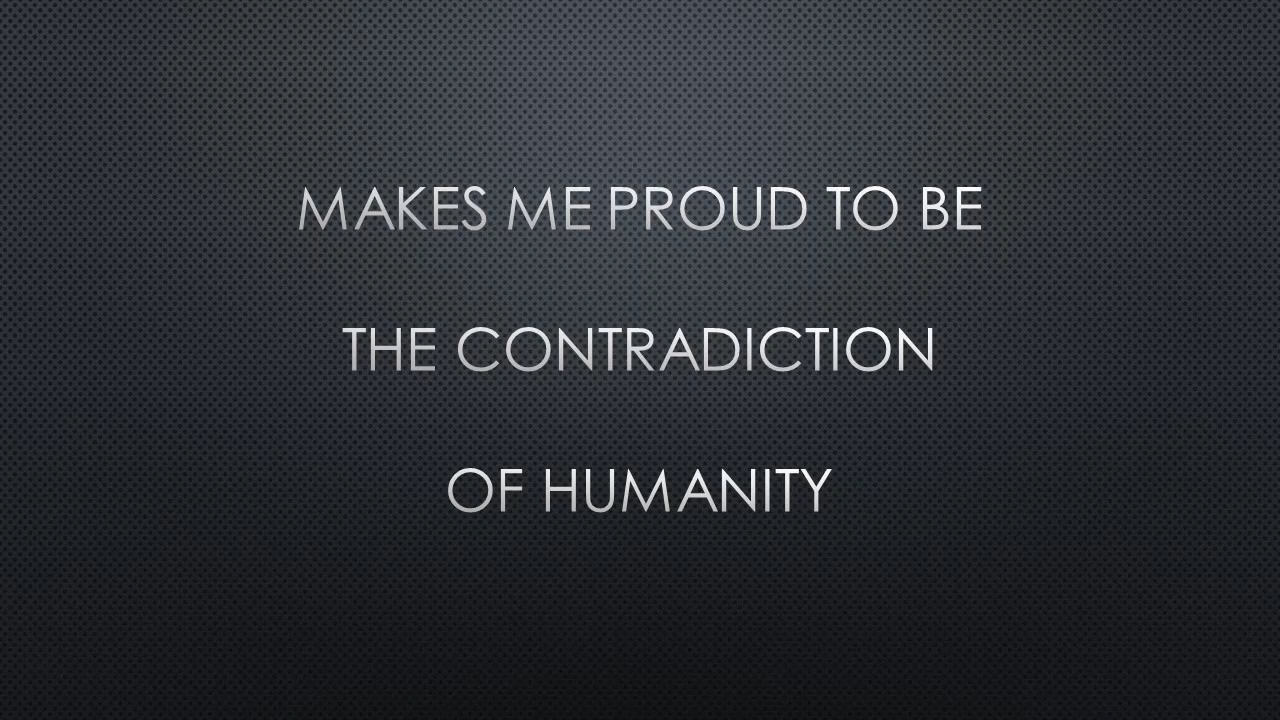 MAKES ME PROUD TO BE
THE CONTRADICTION
OF HUMANITY